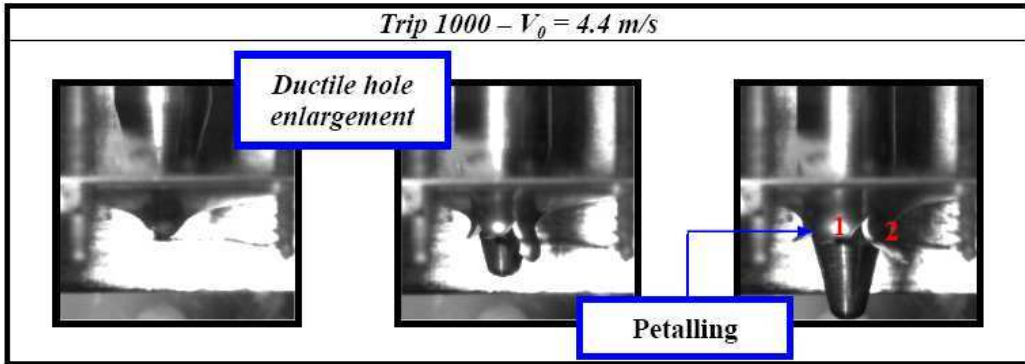 Trip 1000 – V₀ = 4.4 m/s
Ductile hole
enlargement
1
2
Petalling